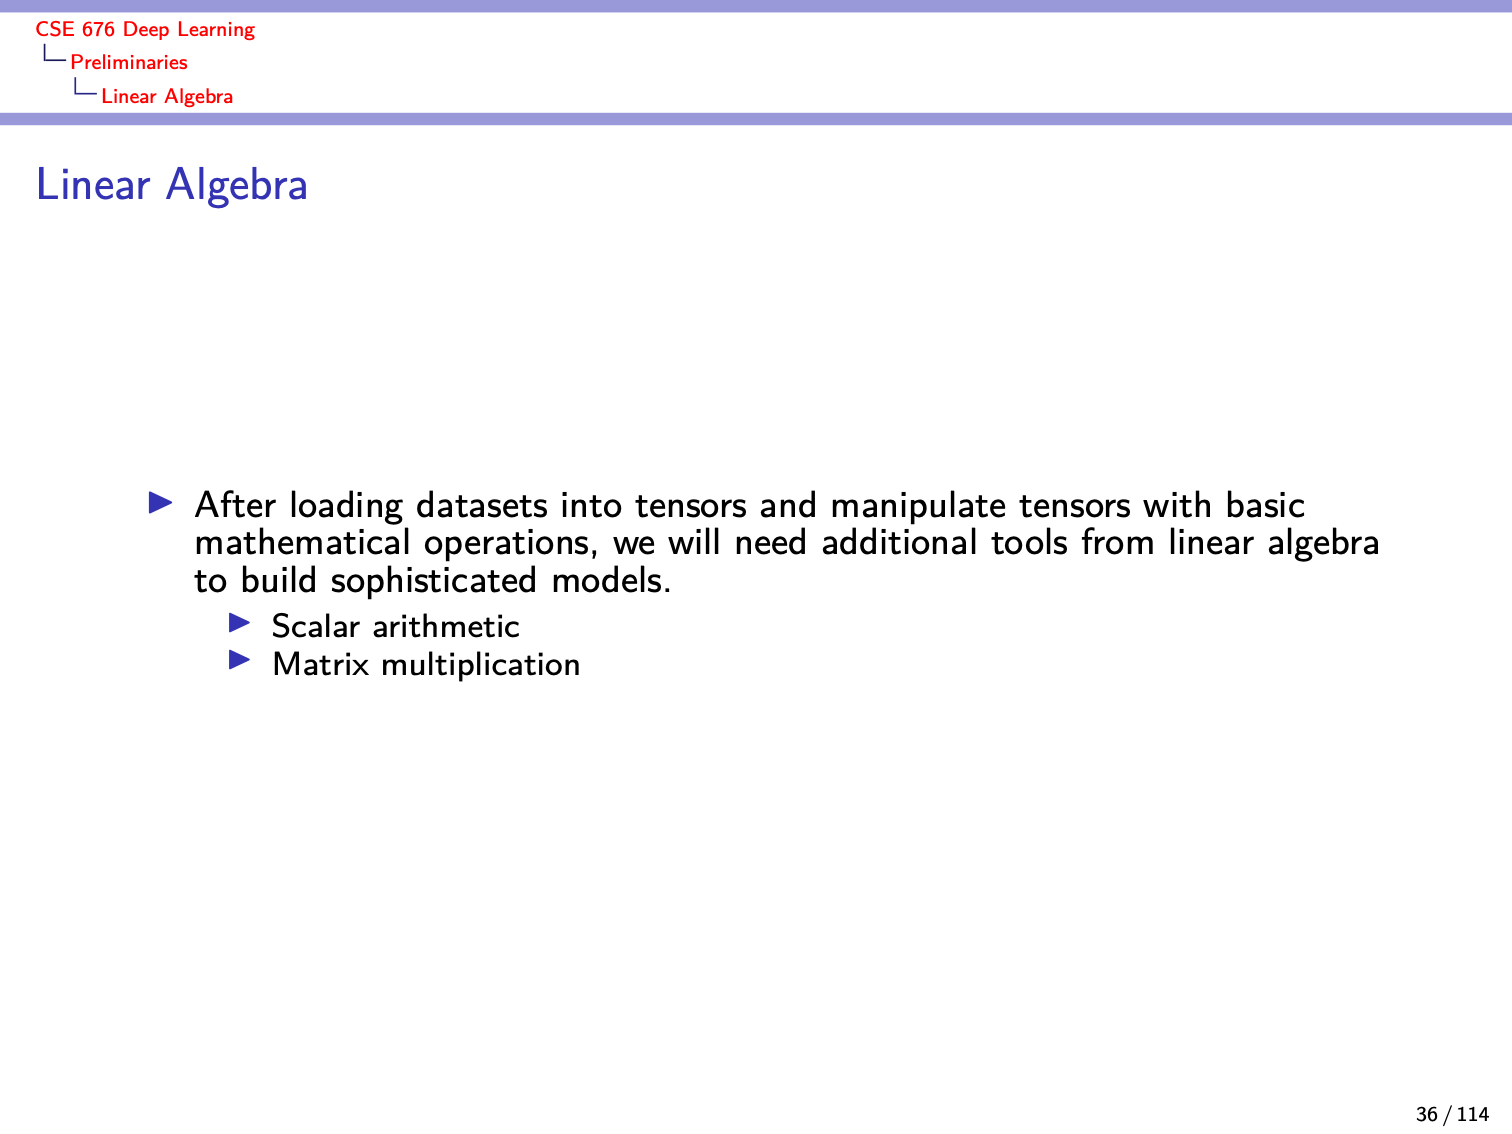 CSE 676 Deep Learning
Preliminaries
Linear Algebra
Linear Algebra
After loading datasets into tensors and manipulate tensors with basic
mathematical operations, we will need additional tools from linear algebra
to build sophisticated models.
Scalar arithmetic
Matrix multiplication
36 / 114